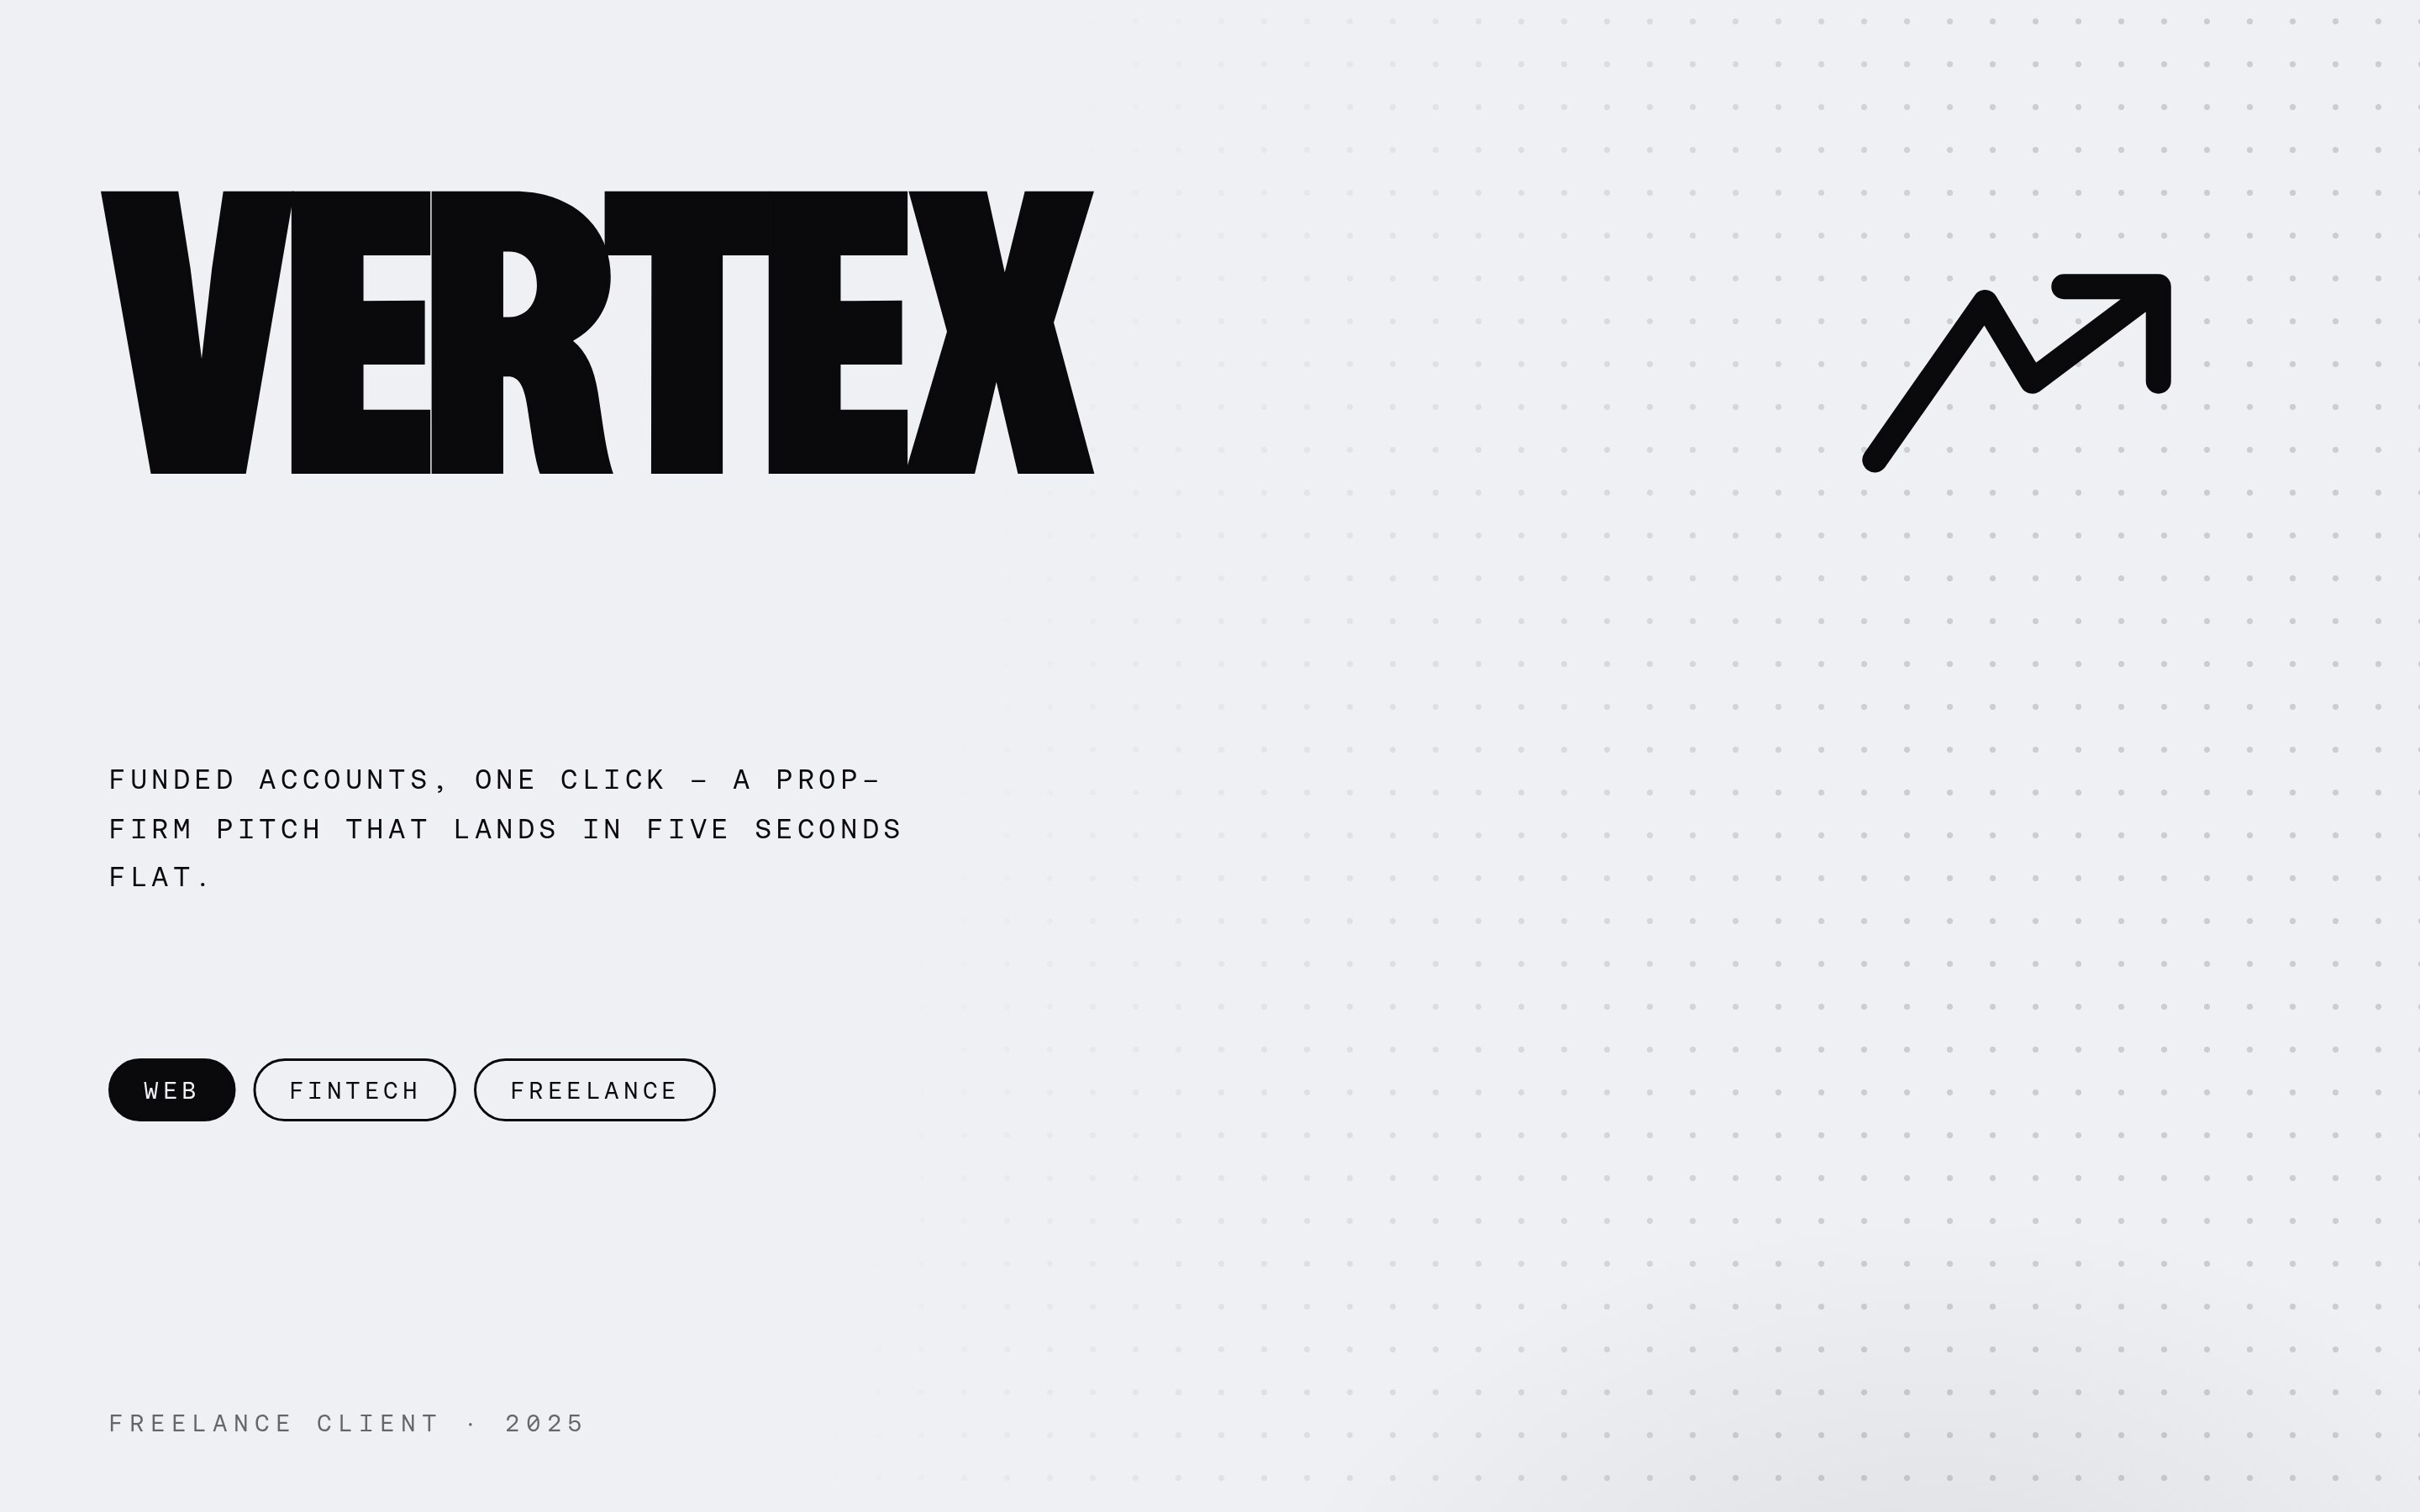 VERTEX
FUNDED ACCOUNTS, ONE CLICK — A PROP-
FIRM PITCH THAT LANDS IN FIVE SECONDS
FLAT.
WEB
FINTECH
FREELANCE
FREELANCE CLIENT · 2025